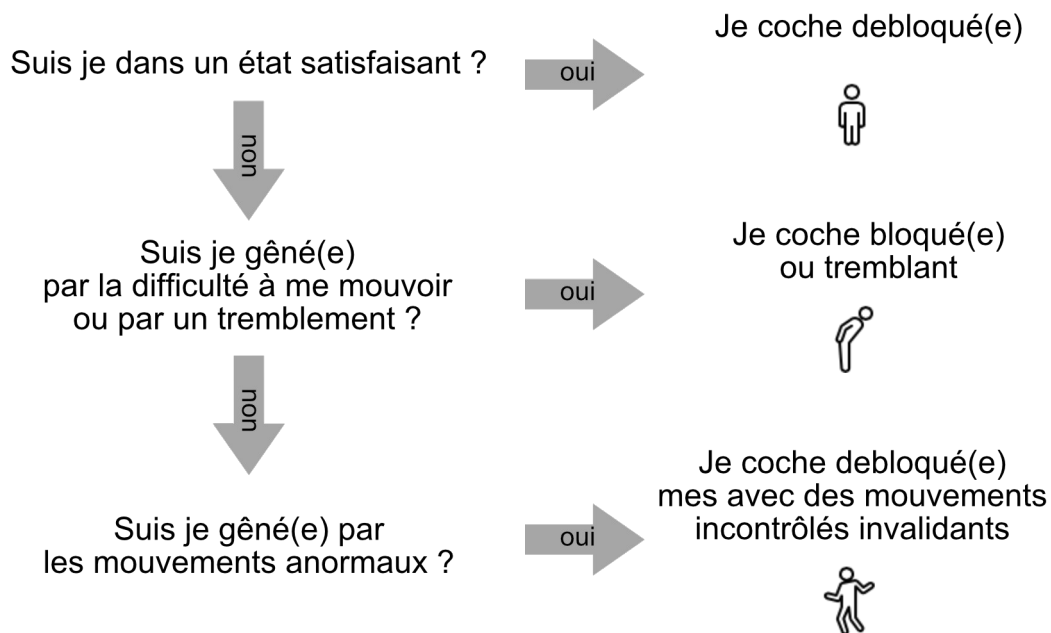 Suis je dans un état satisfaisant ?
oui
Je coche debloqué(e)
non
Suis je gêné(e)
par la difficulté à me mouvoir
ou par un tremblement ?
oui
Je coche bloqué(e)
ou tremblant
non
Suis je gêné(e) par
les mouvements anormaux ?
oui
Je coche debloqué(e)
mes avec des mouvements
incontrôlés invalidants